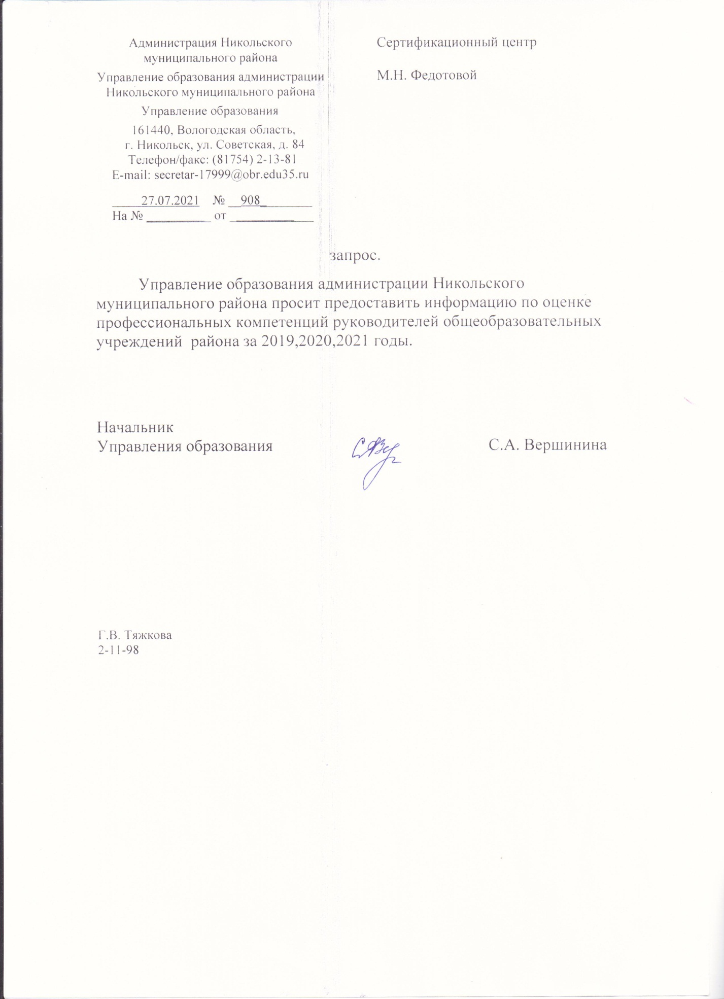 Администрация Никольского
муниципального района
Управление образования администрации
Никольского муниципального района
Управление образования
161440, Вологодская область,
г. Никольск, ул. Советская, д. 84
Телефон/факс: (81754) 2-13-81
E-mail: secretar-17999@obr.edu35.ru
27.07.2021 № 908
На № __________ от ____________
Сертификационный центр
М.Н. Федотовой
запрос.
Управление образования администрации Никольского
муниципального района просит предоставить информацию по оценке
профессиональных компетенций руководителей общеобразовательных
учреждений района за 2019,2020,2021 годы.
Начальник
Управления образования С.А. Вершинина
Г.В. Тяжкова
2-11-98